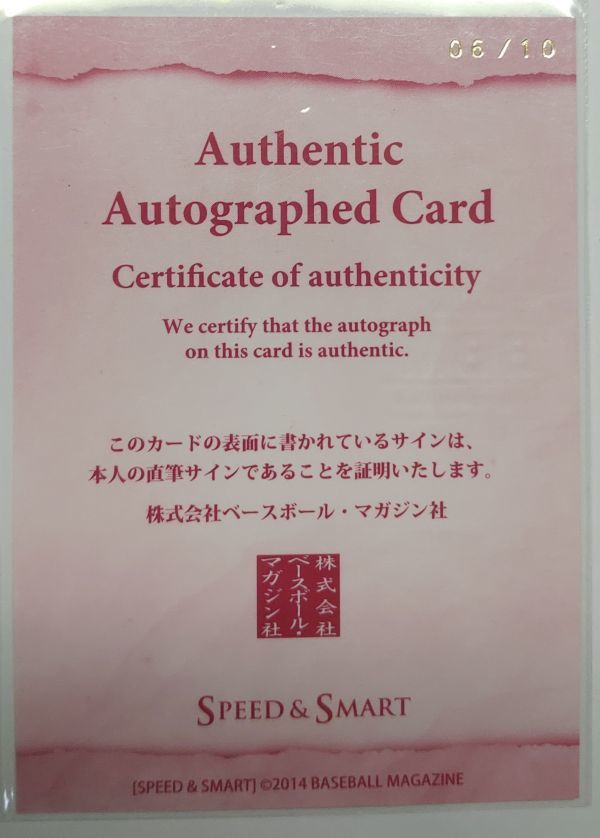 06/10
Authentic
Autographed Card
Certificate of authenticity
We certify that the autograph
on this card is authentic.
このカードの表面に書かれているサインは、
本人の直筆サインであることを証明いたします。
株式会社ベースボール・マガジン社
株式会社
ベースボール・
マガジン社
SPEED & SMART
[SPEED & SMART] ©2014 BASEBALL MAGAZINE